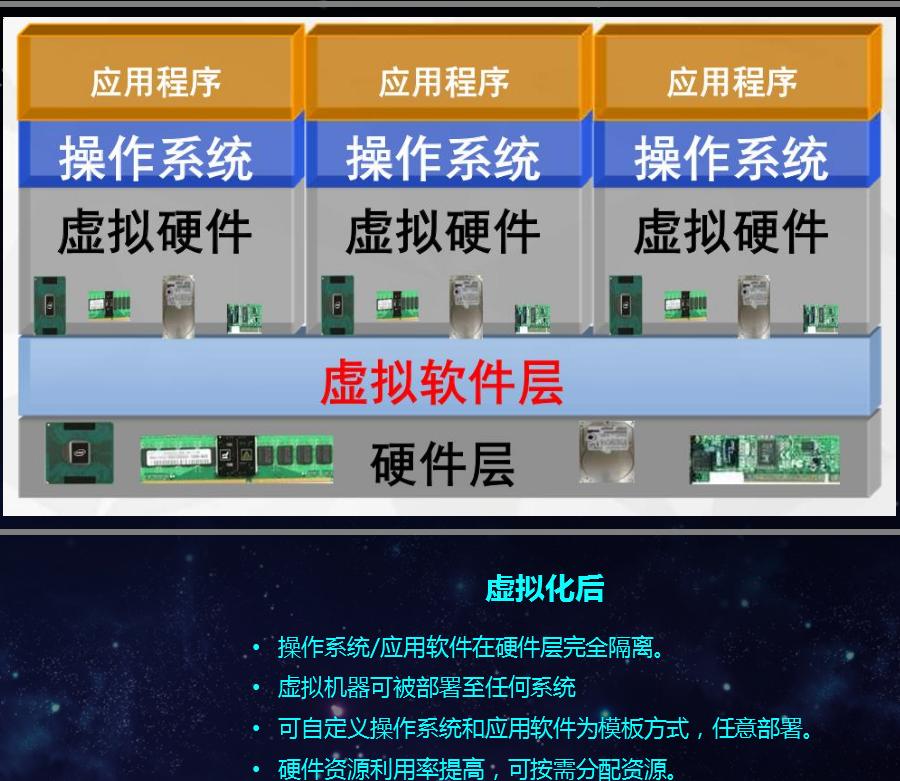 应用程序 应用程序 应用程序
操作系统 操作系统 操作系统
虚拟硬件 虚拟硬件 虚拟硬件
虚拟软件层
硬件层
虚拟化后
• 操作系统/应用软件在硬件层完全隔离。
• 虚拟机器可被部署至任何系统
• 可自定义操作系统和应用软件为模板方式，任意部署。
• 硬件资源利用率提高，可按需分配资源。